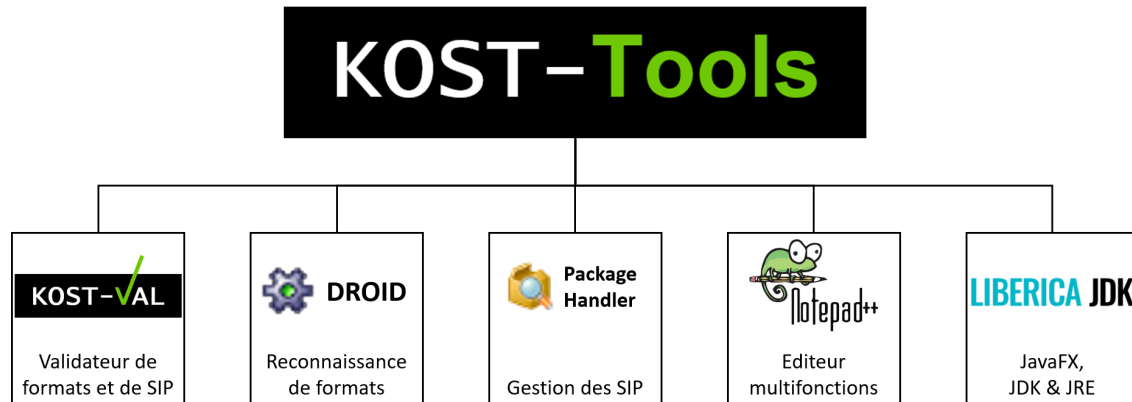 KOST-Tools
KOST-VAL
Validateur de
formats et de SIP
DROID
Reconnaissance
de formats
Package
Handler
Gestion des SIP
Notepad++
Editeur
multifonctions
LIBERICA JDK
JavaFX,
JDK & JRE